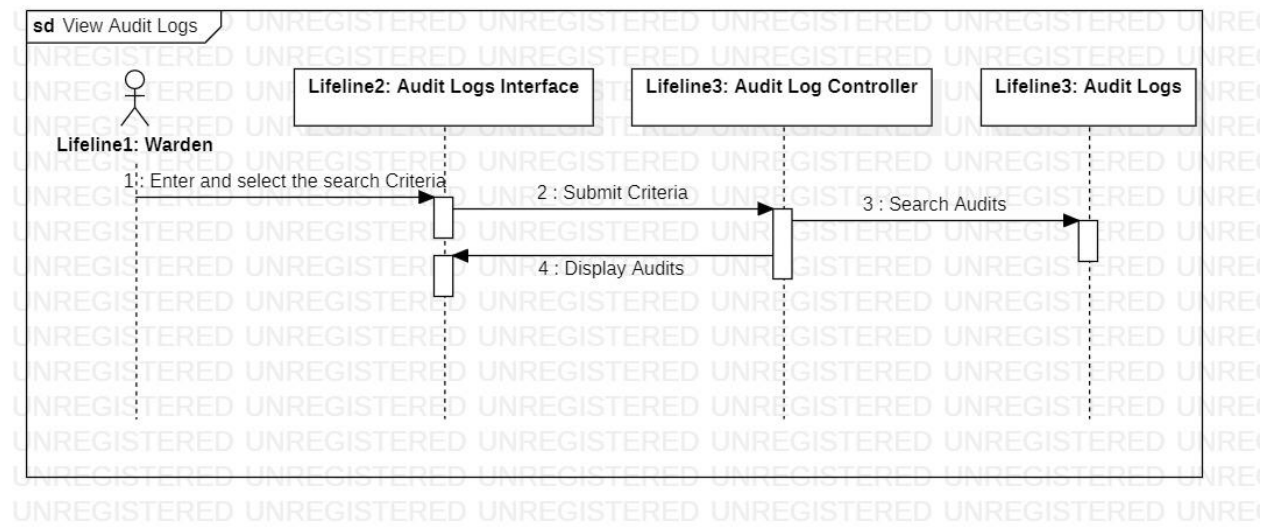 sd View Audit Logs
Lifeline1: Warden
Lifeline2: Audit Logs Interface
Lifeline3: Audit Log Controller
Lifeline3: Audit Logs
1 : Enter and select the search Criteria
2 : Submit Criteria
3 : Search Audits
4 : Display Audits
UNREGISTERED UNREGISTERED UNREGISTERED UNREGISTERED UNREGISTERED